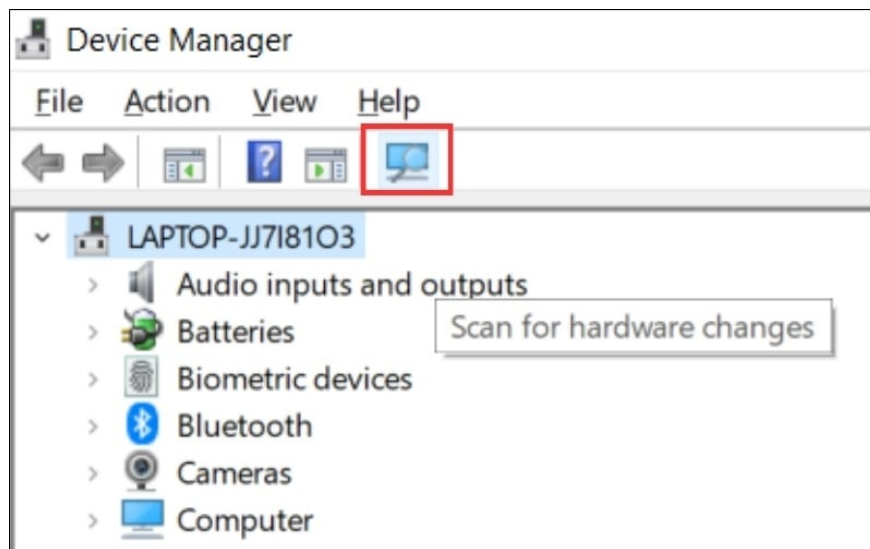 Device Manager
File Action View Help
LAPTOP-JJ7I81O3
Audio inputs and outputs
Scan for hardware changes
Batteries
Biometric devices
Bluetooth
Cameras
Computer